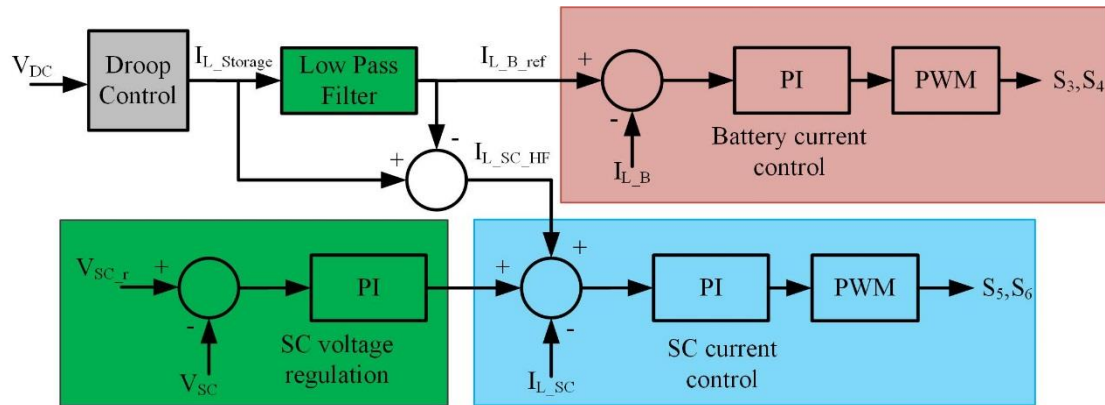 V_DC
Droop
Control
I_L_Storage
Low Pass
Filter
I_L_B_ref
+
-
I_L_B
PI
PWM
S_3,S_4
Battery current
control
-
+
I_L_SC_HF
V_SC_r
+
-
V_SC
PI
SC voltage
regulation
+
+
-
I_L_SC
PI
PWM
S_5,S_6
SC current
control